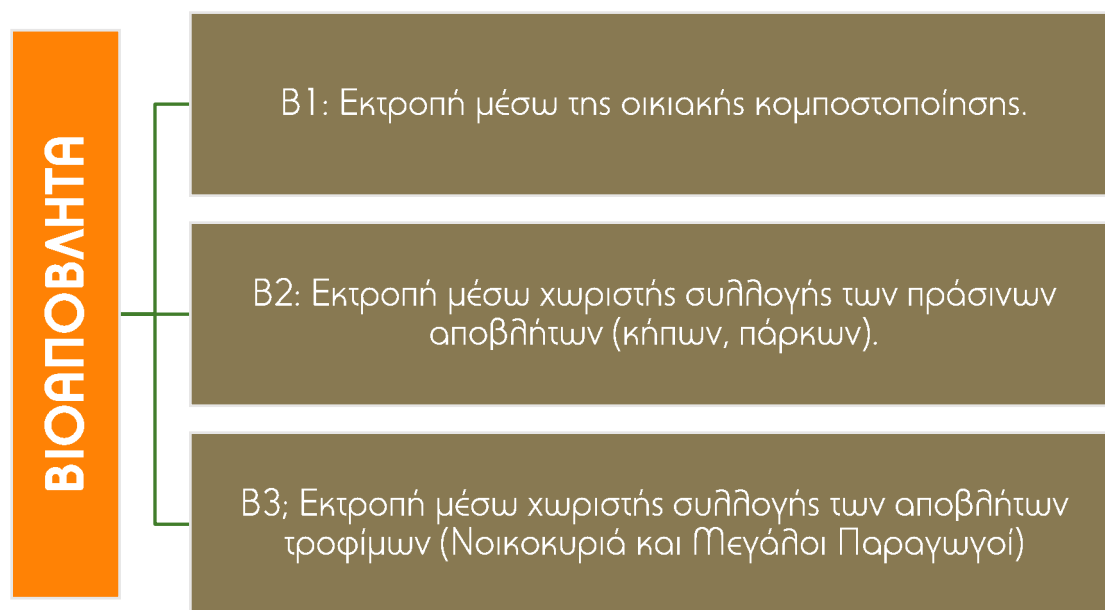 ΒΙΟΑΠΟΒΛΗΤΑ
Β1: Εκτροπή μέσω της οικιακής κομποστοποίησης.
Β2: Εκτροπή μέσω χωριστής συλλογής των πράσινων
αποβλήτων (κήπων, πάρκων).
Β3; Εκτροπή μέσω χωριστής συλλογής των αποβλήτων
τροφίμων (Νοικοκυριά και Μεγάλοι Παραγωγοί)